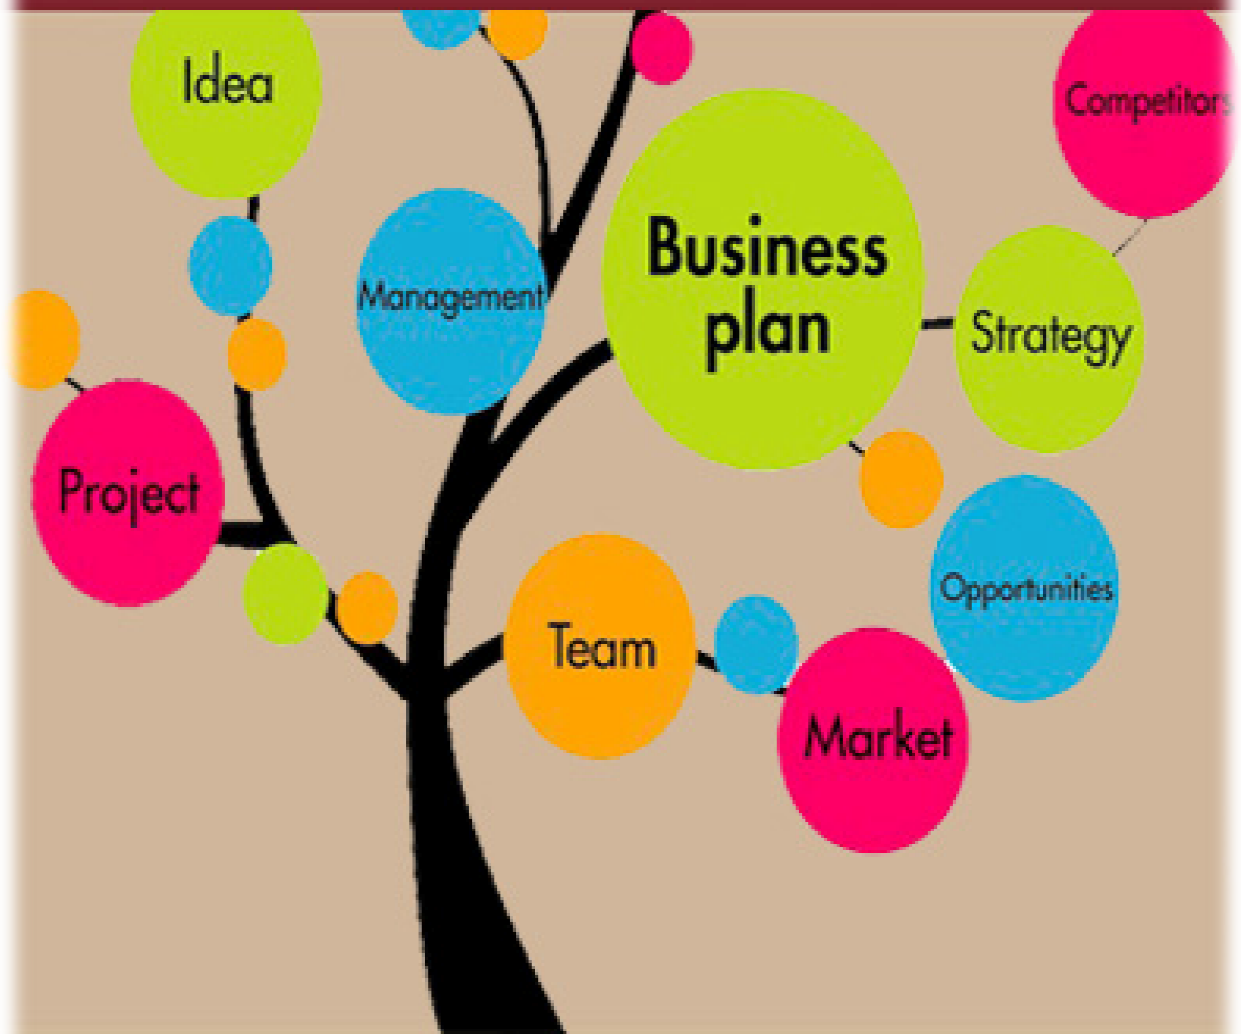 Idea
Competitors
Business
plan
Management
Strategy
Project
Opportunities
Team
Market